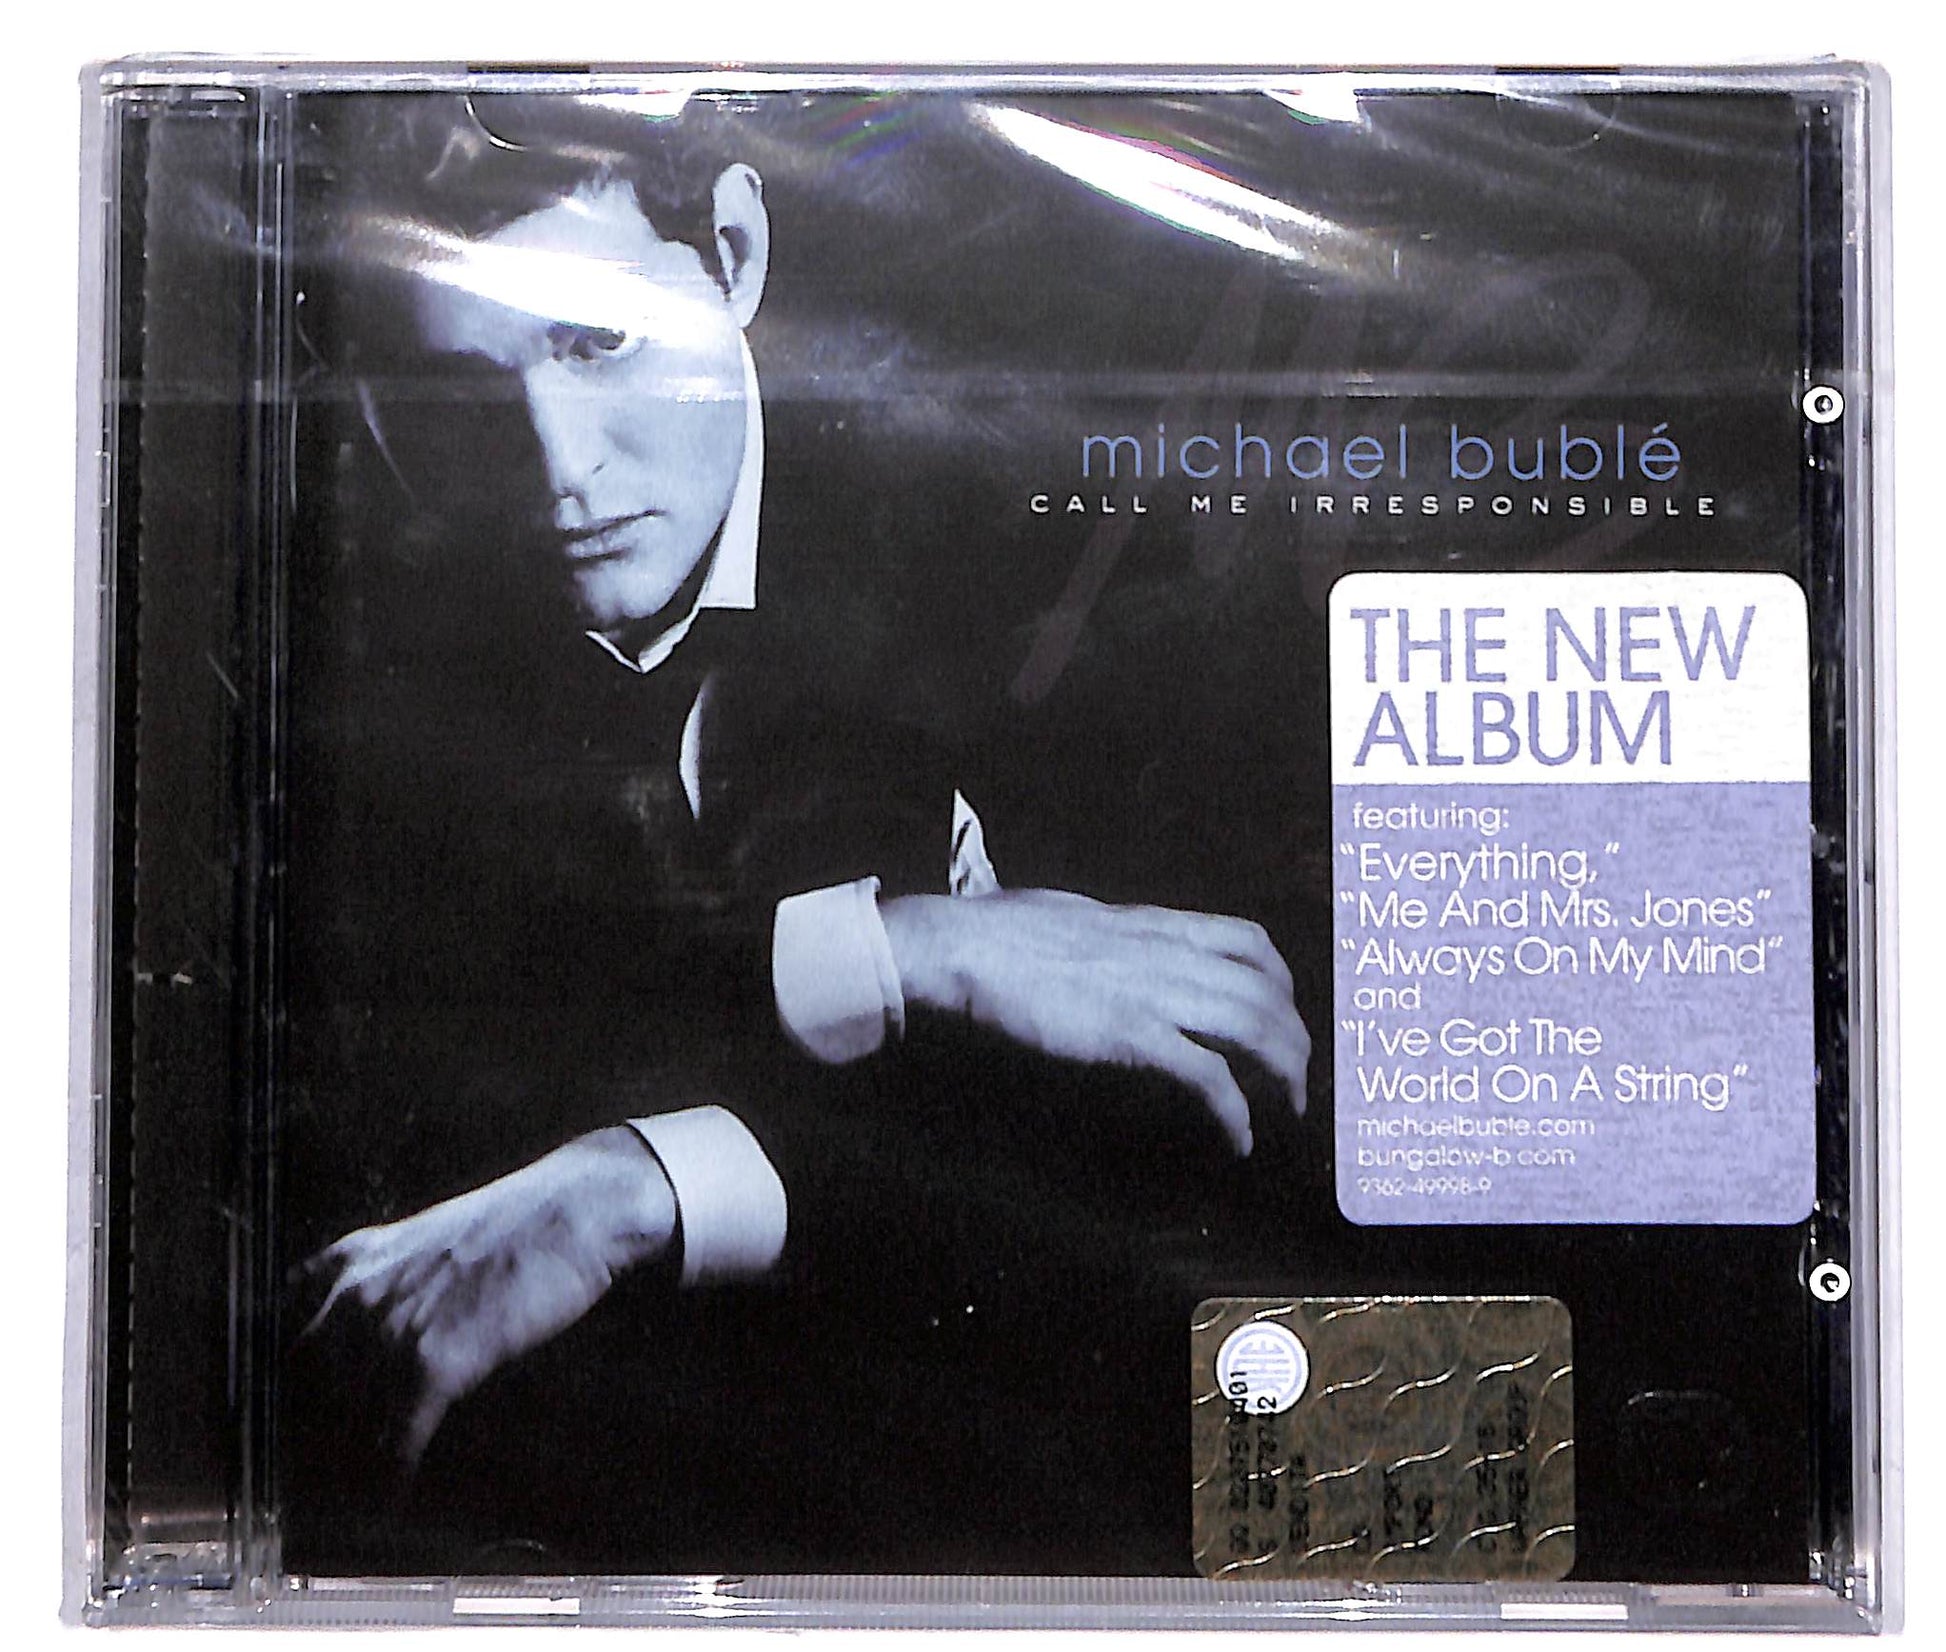 michael bublé
CALL ME IRRESPONSIBLE
THE NEW
ALBUM
featuring:
“Everything,”
“Me And Mrs. Jones”
“Always On My Mind”
and
“I’ve Got The
World On A String”
michaelbuble.com
bungalow-b.com
9362-49998-9